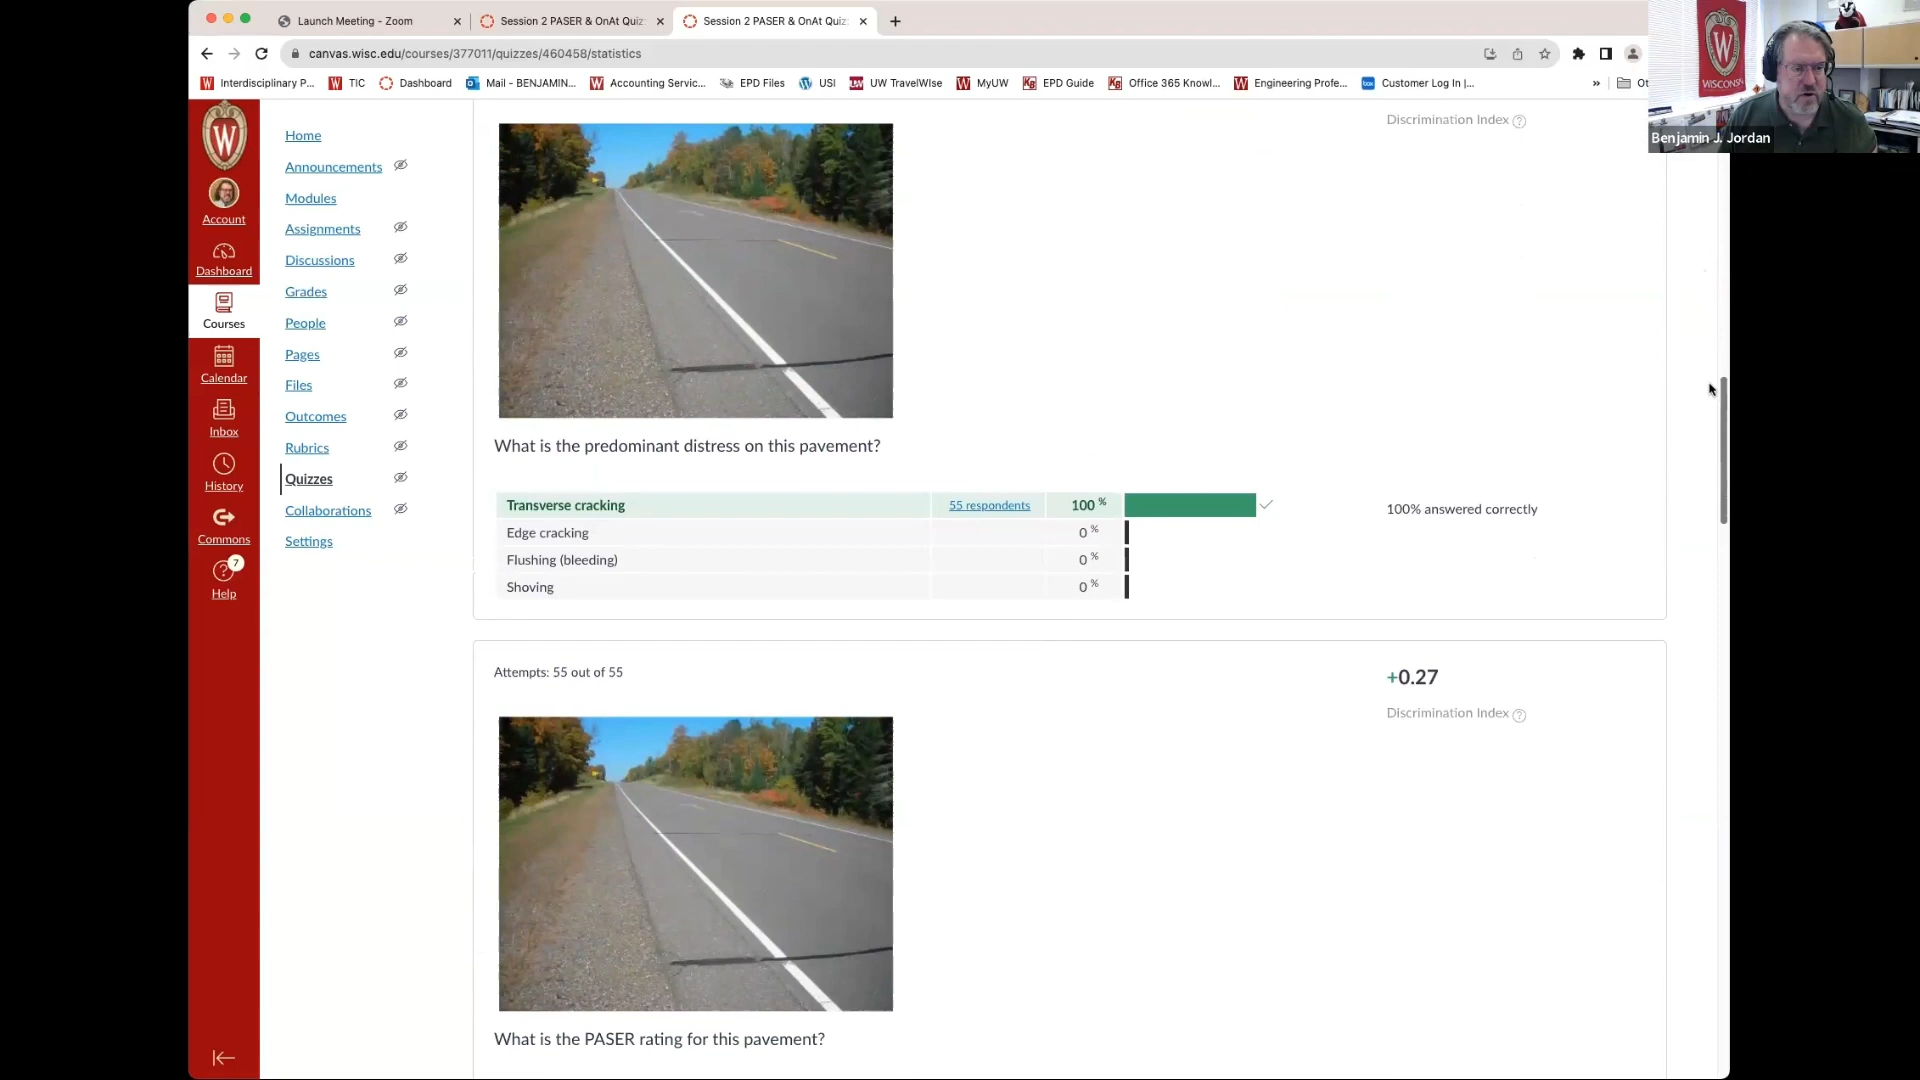 Launch Meeting - Zoom
Session 2 PASER & OnAt Quiz:
Session 2 PASER & OnAt Quiz:
canvas.wisc.edu/courses/377011/quizzes/460458/statistics
Interdisciplinary P...
TIC
Dashboard
Mail – BENJAMIN...
Accounting Servic...
EPD Files
USI
UW TravelWIse
MyUW
EPD Guide
Office 365 Knowl...
Engineering Profe...
Customer Log In |...
»
Ot
WISCONSIN
Benjamin J. Jordan
Account
Dashboard
Courses
Calendar
Inbox
History
Commons
7
Help
Home
Announcements
Modules
Assignments
Discussions
Grades
People
Pages
Files
Outcomes
Rubrics
Quizzes
Collaborations
Settings
Discrimination Index ?
What is the predominant distress on this pavement?
Transverse cracking 55 respondents 100 %
Edge cracking 0 %
Flushing (bleeding) 0 %
Shoving 0 %
100% answered correctly
Attempts: 55 out of 55
+0.27
Discrimination Index ?
What is the PASER rating for this pavement?